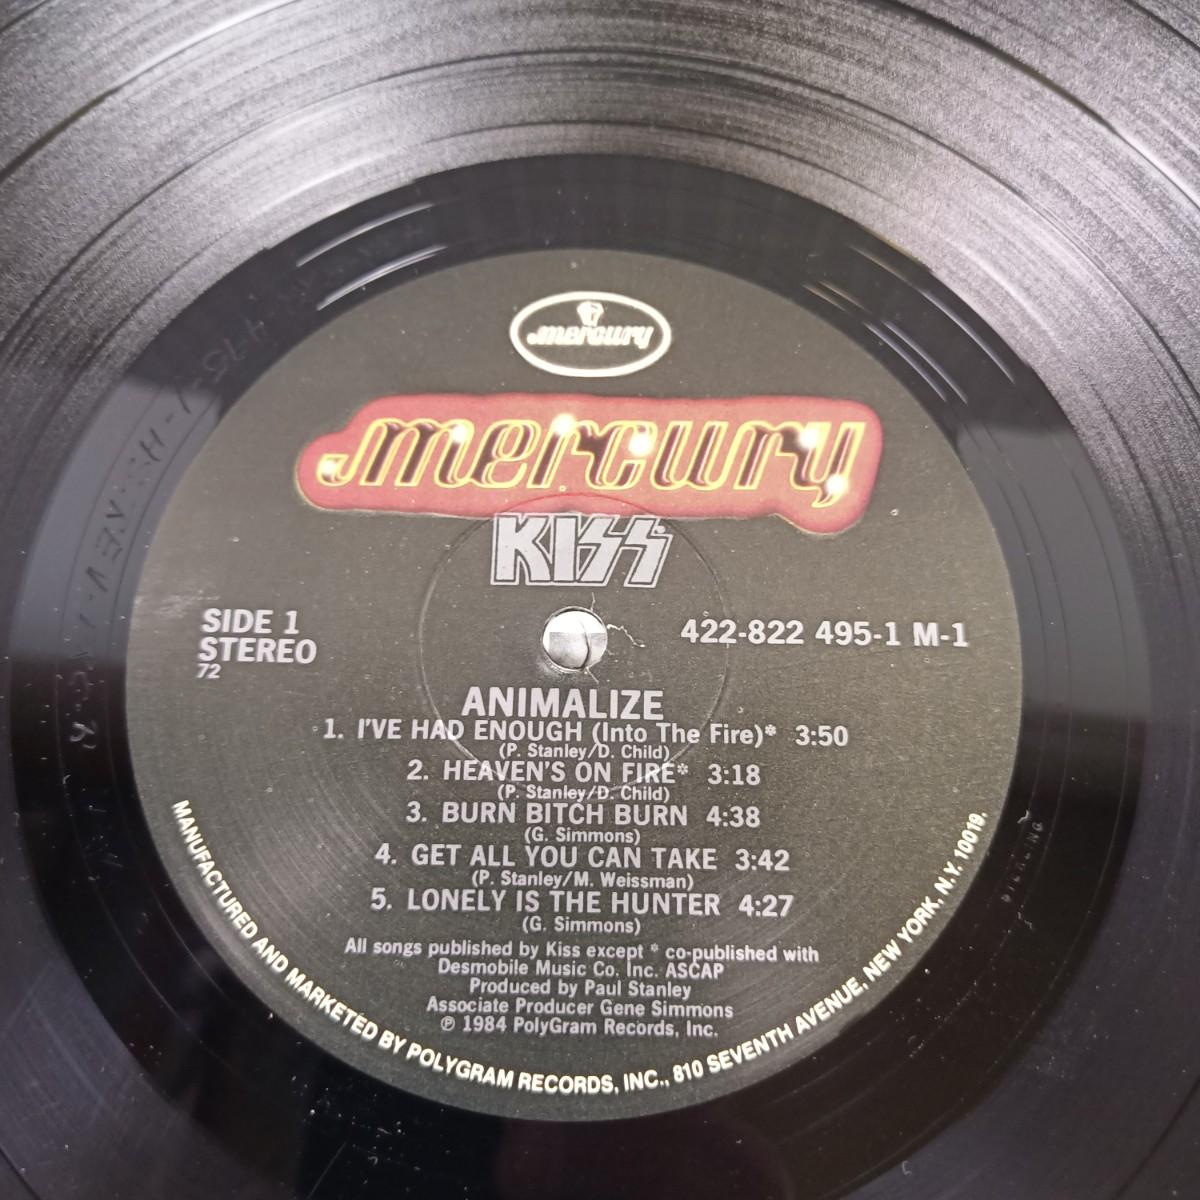 mercury
mercury
KISS
SIDE 1
STEREO
72
422-822 495-1 M-1
ANIMALIZE
1. I'VE HAD ENOUGH (Into The Fire)* 3:50
(P. Stanley/D. Child)
2. HEAVEN'S ON FIRE* 3:18
(P. Stanley/D. Child)
3. BURN BITCH BURN 4:38
(G. Simmons)
4. GET ALL YOU CAN TAKE 3:42
(P. Stanley/M. Weissman)
5. LONELY IS THE HUNTER 4:27
(G. Simmons)
All songs published by Kiss except * co-published with
Desmobile Music Co. Inc. ASCAP
Produced by Paul Stanley
Associate Producer Gene Simmons
℗ 1984 PolyGram Records, Inc.
MANUFACTURED AND MARKETED BY POLYGRAM RECORDS, INC., 810 SEVENTH AVENUE, NEW YORK, N.Y. 10019.